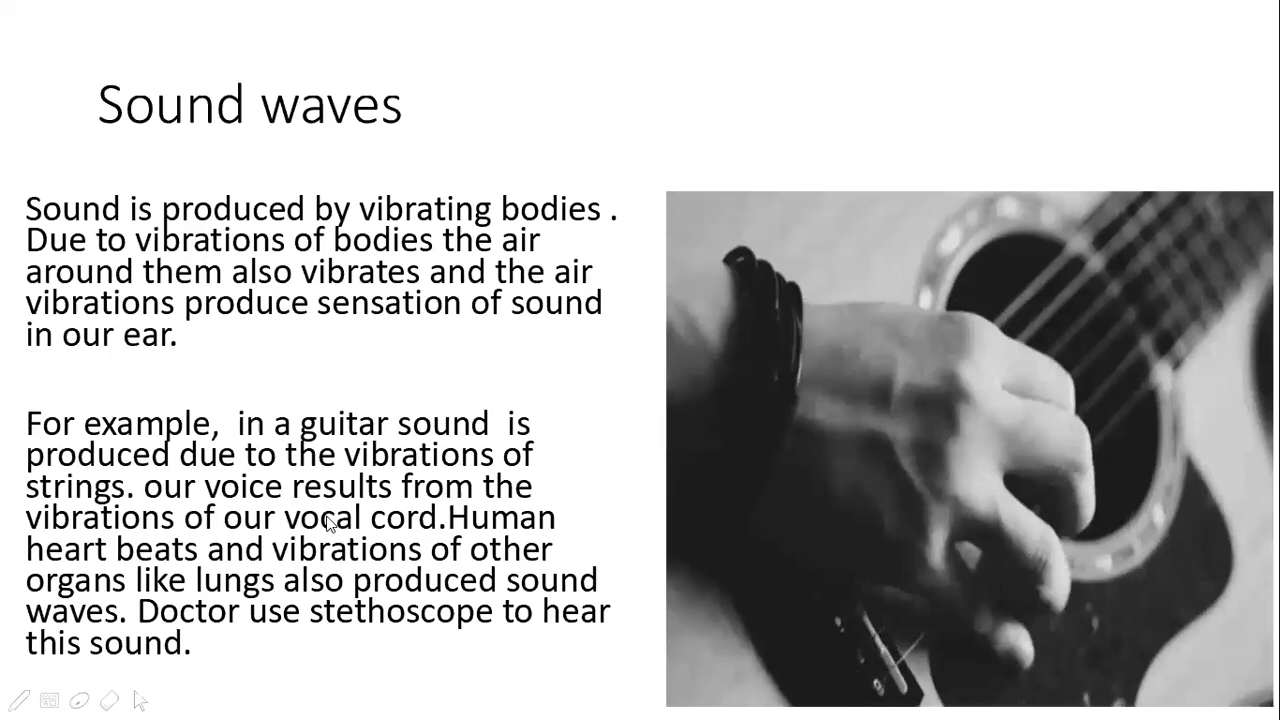 Sound waves
Sound is produced by vibrating bodies .
Due to vibrations of bodies the air
around them also vibrates and the air
vibrations produce sensation of sound
in our ear.
For example,  in a guitar sound  is
produced due to the vibrations of
strings. our voice results from the
vibrations of our vocal cord.Human
heart beats and vibrations of other
organs like lungs also produced sound
waves. Doctor use stethoscope to hear
this sound.